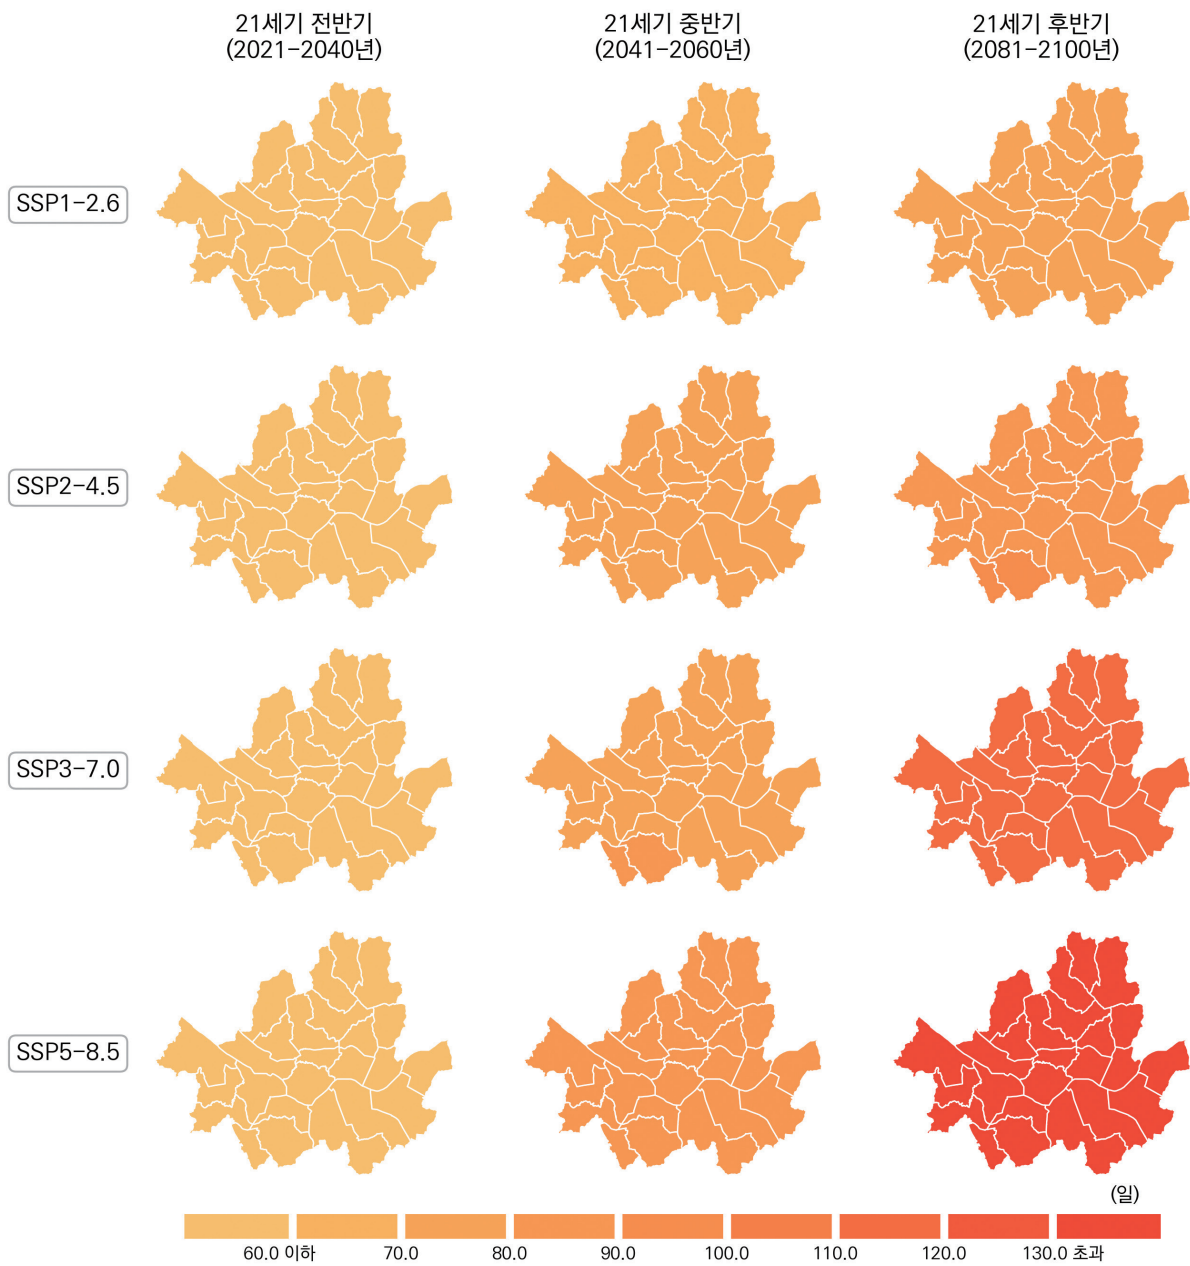 21세기 전반기
(2021-2040년)
21세기 중반기
(2041-2060년)
21세기 후반기
(2081-2100년)
SSP1-2.6
SSP2-4.5
SSP3-7.0
SSP5-8.5
(일)
60.0 이하 70.0 80.0 90.0 100.0 110.0 120.0 130.0 초과